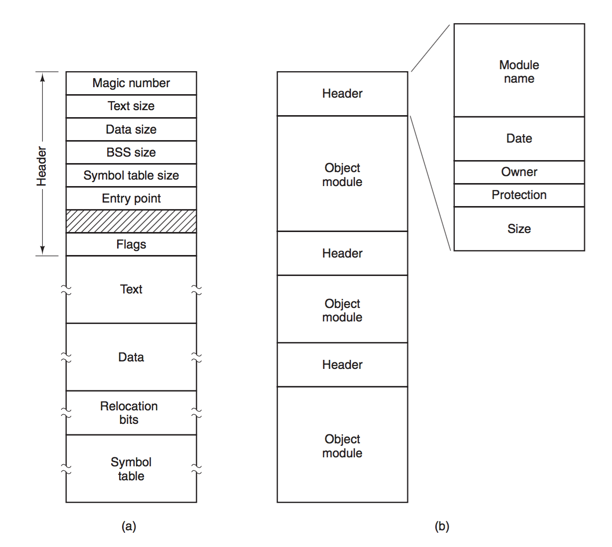 Header
Magic number
Text size
Data size
BSS size
Symbol table size
Entry point
Flags
Text
Data
Relocation
bits
Symbol
table
(a)
Header
Object
module
Header
Object
module
Header
Object
module
Module
name
Date
Owner
Protection
Size
(b)